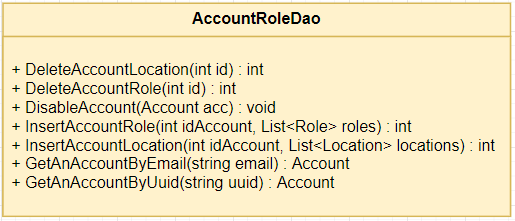 AccountRoleDao
+ DeleteAccountLocation(int id) : int
+ DeleteAccountRole(int id) : int
+ DisableAccount(Account acc) : void
+ InsertAccountRole(int idAccount, List<Role> roles) : int
+ InsertAccountLocation(int idAccount, List<Location> locations) : int
+ GetAnAccountByEmail(string email) : Account
+ GetAnAccountByUuid(string uuid) : Account